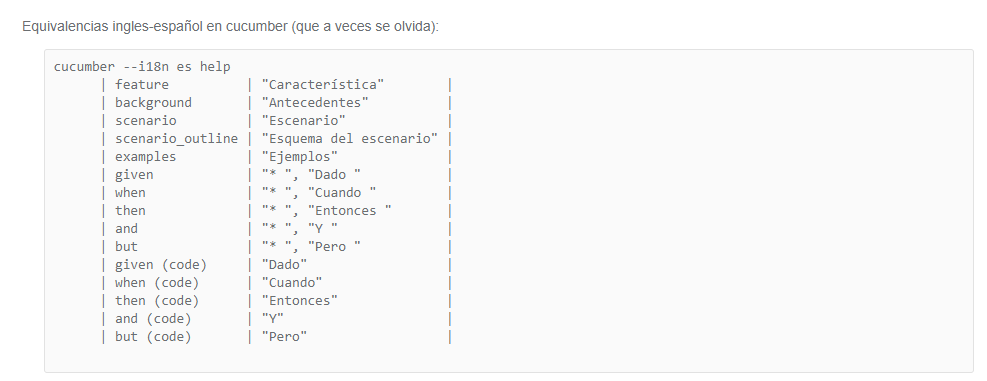 Equivalencias ingles-español en cucumber (que a veces se olvida):
cucumber --i18n es help
| feature | "Característica" |
| background | "Antecedentes" |
| scenario | "Escenario" |
| scenario_outline | "Esquema del escenario" |
| examples | "Ejemplos" |
| given | "* ", "Dado " |
| when | "* ", "Cuando " |
| then | "* ", "Entonces " |
| and | "* ", "Y " |
| but | "* ", "Pero " |
| given (code) | "Dado" |
| when (code) | "Cuando" |
| then (code) | "Entonces" |
| and (code) | "Y" |
| but (code) | "Pero" |